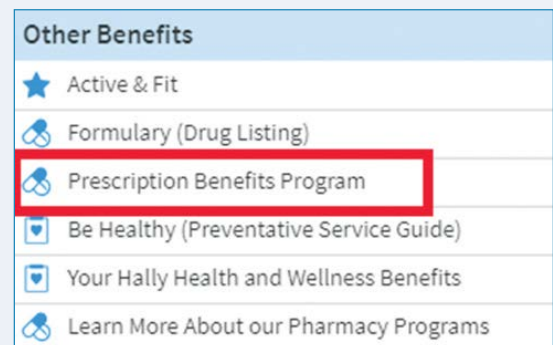 Other Benefits
Active & Fit
Formulary (Drug Listing)
Prescription Benefits Program
Be Healthy (Preventative Service Guide)
Your Hally Health and Wellness Benefits
Learn More About our Pharmacy Programs